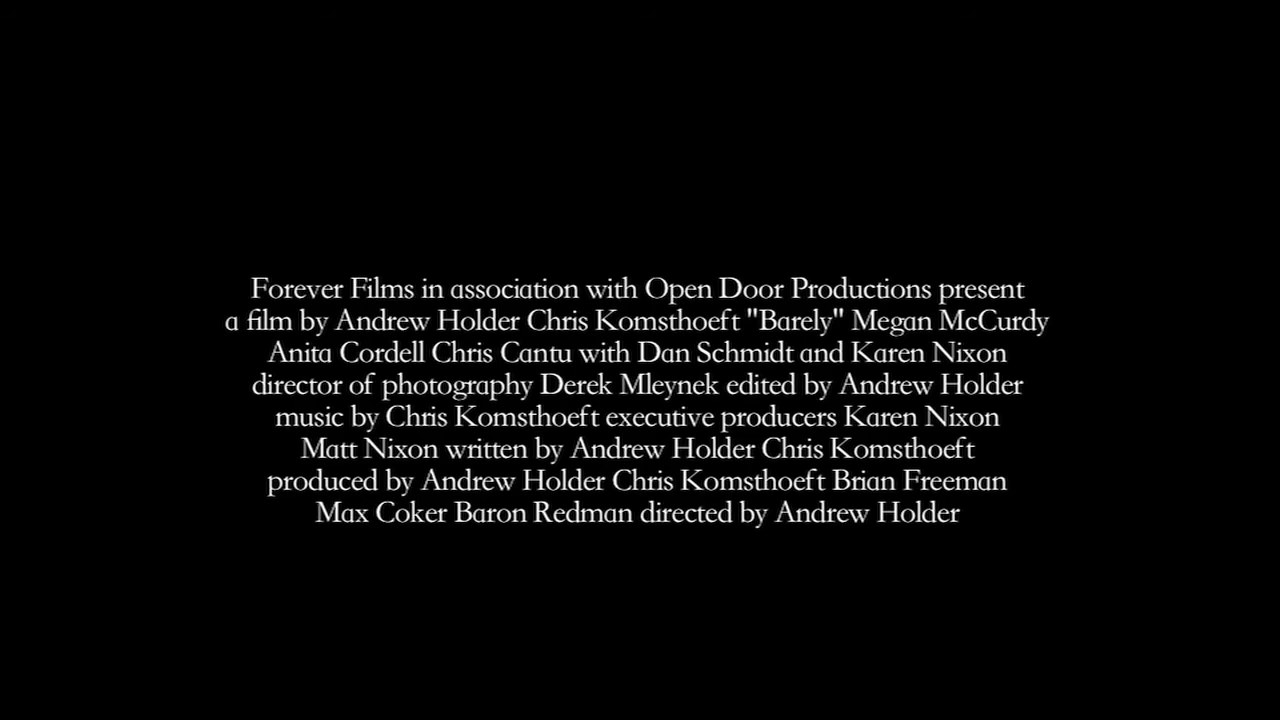 Forever Films in association with Open Door Productions present
a film by Andrew Holder Chris Komsthoeft "Barely" Megan McCurdy
Anita Cordell Chris Cantu with Dan Schmidt and Karen Nixon
director of photography Derek Mleynek edited by Andrew Holder
music by Chris Komsthoeft executive producers Karen Nixon
Matt Nixon written by Andrew Holder Chris Komsthoeft
produced by Andrew Holder Chris Komsthoeft Brian Freeman
Max Coker Baron Redman directed by Andrew Holder